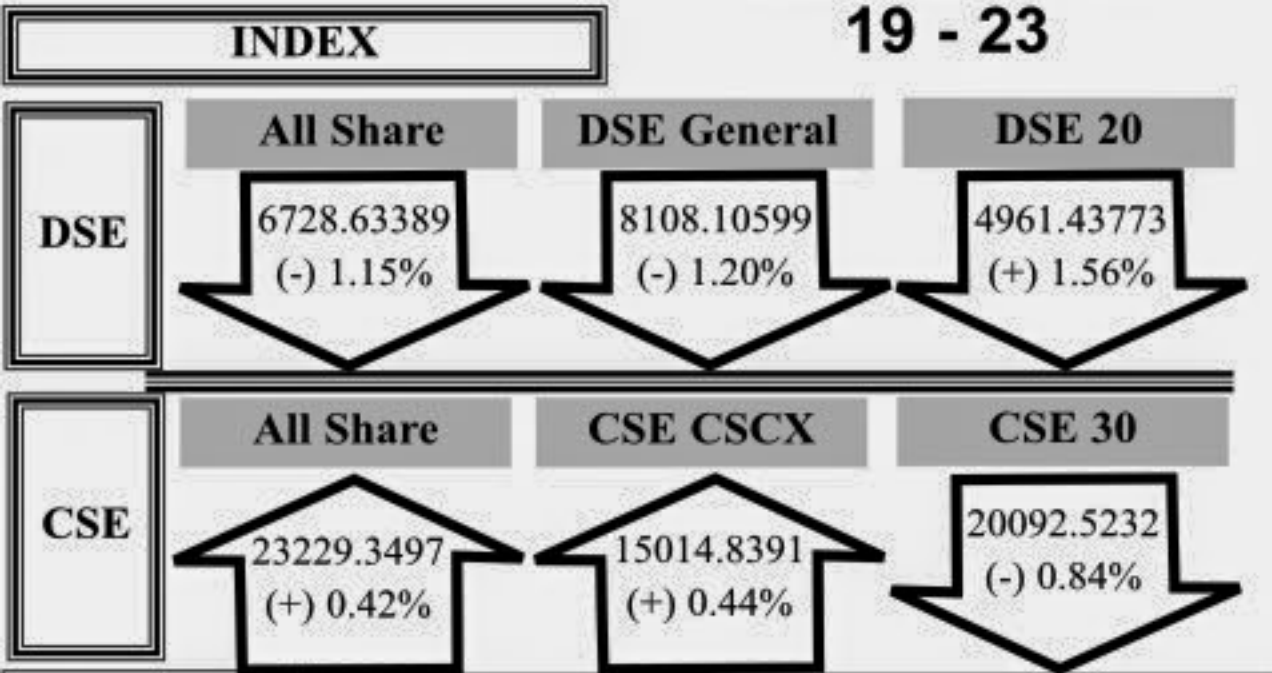 INDEX
19 - 23
DSE
All Share
6728.63389
(-) 1.15%
DSE General
8108.10599
(-) 1.20%
DSE 20
4961.43773
(+) 1.56%
CSE
All Share
23229.3497
(+) 0.42%
CSE CSCX
15014.8391
(+) 0.44%
CSE 30
20092.5232
(-) 0.84%